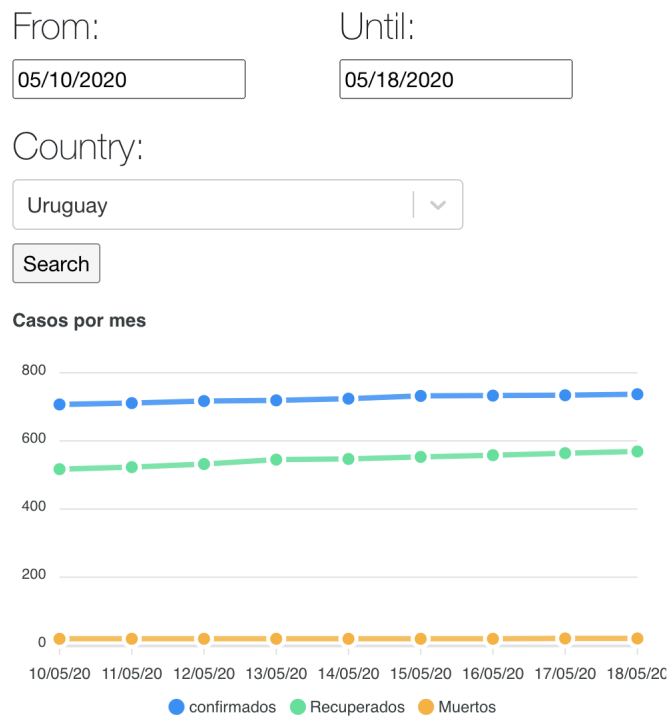 From: Until:
05/10/2020 05/18/2020
Country:
Uruguay
Search
Casos por mes
800
600
400
200
0
10/05/20 11/05/20 12/05/20 13/05/20 14/05/20 15/05/20 16/05/20 17/05/20 18/05/20
confirmados Recuperados Muertos